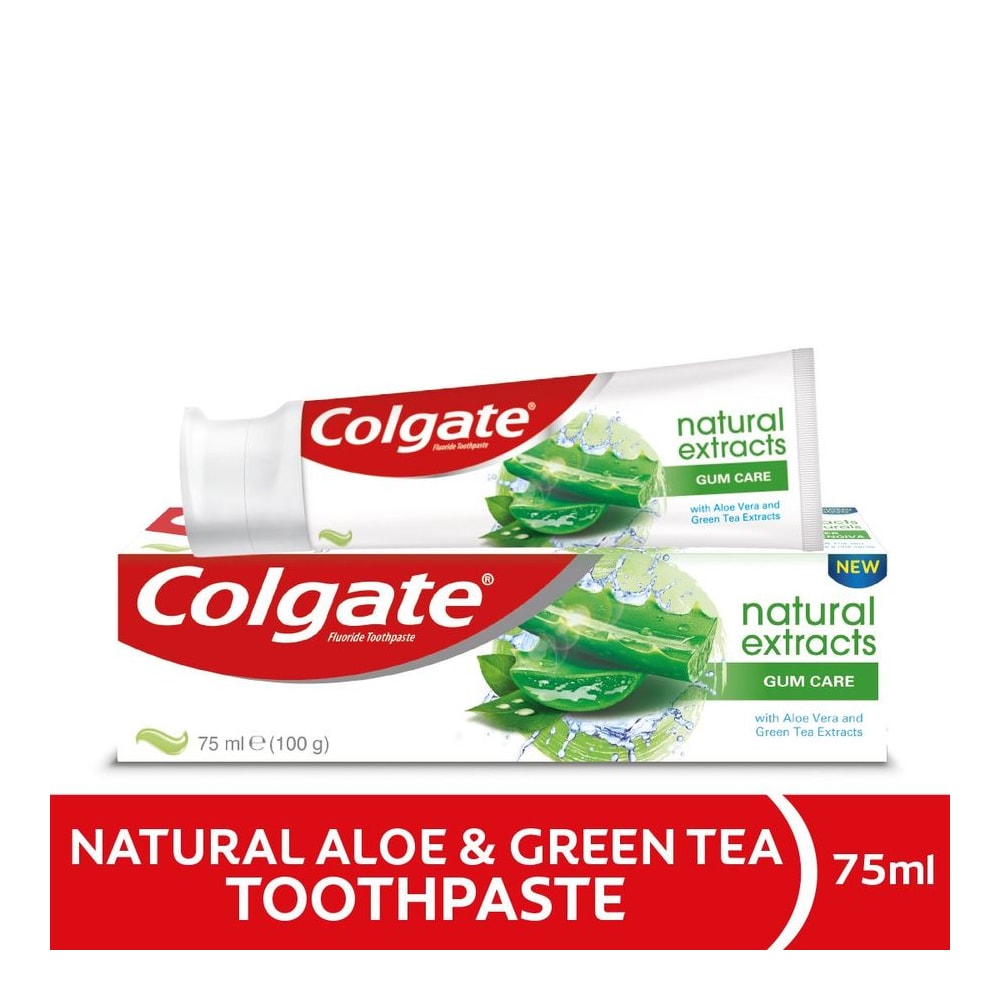 Colgate®
Fluoride Toothpaste
natural
extracts
GUM CARE
with Aloe Vera and
Green Tea Extracts
NEW
Colgate®
Fluoride Toothpaste
natural
extracts
GUM CARE
with Aloe Vera and
Green Tea Extracts
75 ml ℮ (100 g)
NATURAL ALOE & GREEN TEA
TOOTHPASTE
75ml